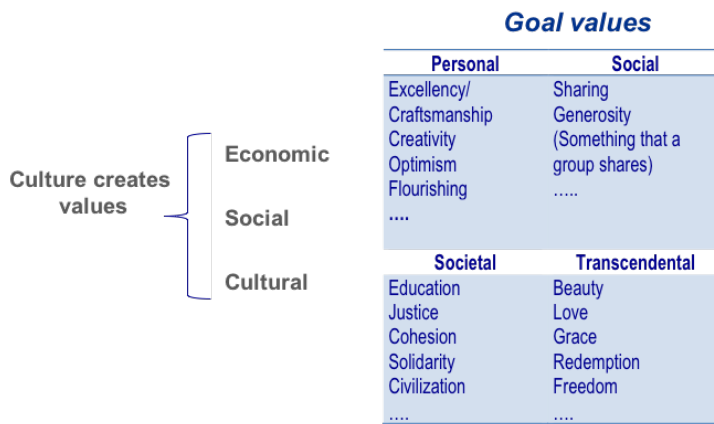 Culture creates
values
Economic
Social
Cultural
Goal values
Personal
Excellency/
Craftsmanship
Creativity
Optimism
Flourishing
....
Social
Sharing
Generosity
(Something that a
group shares)
.....
Societal
Education
Justice
Cohesion
Solidarity
Civilization
....
Transcendental
Beauty
Love
Grace
Redemption
Freedom
....